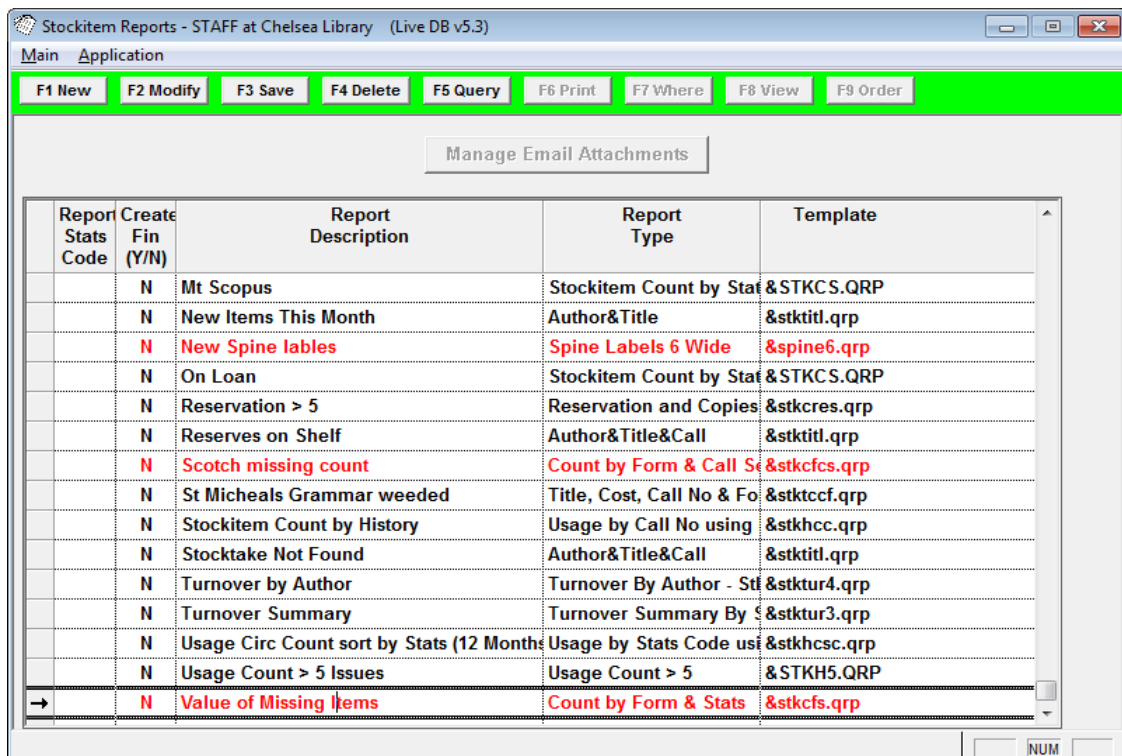 Stockitem Reports - STAFF at Chelsea Library (Live DB v5.3)
Main Application
F1 New F2 Modify F3 Save F4 Delete F5 Query F6 Print F7 Where F8 View F9 Order
Manage Email Attachments
Report Create Report Report Template
Stats Fin Description Type
Code (Y/N)
N Mt Scopus Stockitem Count by Stat &STKCS.QRP
N New Items This Month Author&Title &stktitl.qrp
N New Spine lables Spine Labels 6 Wide &spine6.qrp
N On Loan Stockitem Count by Stat &STKCS.QRP
N Reservation > 5 Reservation and Copies &stkcres.qrp
N Reserves on Shelf Author&Title&Call &stktitl.qrp
N Scotch missing count Count by Form & Call Se &stkcfcs.qrp
N St Micheals Grammar weeded Title, Cost, Call No & Fo &stktccf.qrp
N Stockitem Count by History Usage by Call No using &stkhcc.qrp
N Stocktake Not Found Author&Title&Call &stktitl.qrp
N Turnover by Author Turnover By Author - Stk &stktur4.qrp
N Turnover Summary Turnover Summary By S &stktur3.qrp
N Usage Circ Count sort by Stats (12 Months Usage by Stats Code usi &stkhcsc.qrp
N Usage Count > 5 Issues Usage Count > 5 &STKH5.QRP
N Value of Missing Items Count by Form & Stats &stkcfs.qrp
NUM